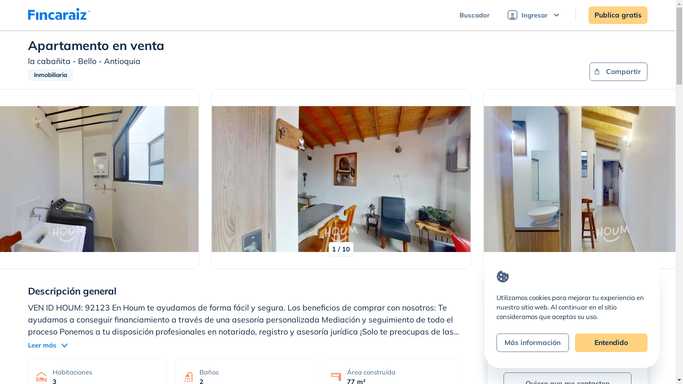 Fincaraiz
Buscador
Ingresar
Publica gratis
Apartamento en venta
la cabañita - Bello - Antioquia
Inmobiliaria
Compartir
HOUM
HOUM
HOUM
1 / 10
Descripción general
VEN ID HOUM: 92123 En Houm te ayudamos de forma fácil y segura. Los beneficios de comprar con nosotros: Te
ayudamos a conseguir financiamiento a través de una asesoría personalizada Mediación y seguimiento de todo el
proceso Ponemos a tu disposición profesionales en notariado, registro y asesoría jurídica ¡Solo te preocupas de las...
Leer más
Habitaciones
3
Baños
2
Área construida
77 m²
Utilizamos cookies para mejorar tu experiencia en
nuestro sitio web. Al continuar en el sitio
consideramos que aceptas su uso.
Más información
Entendido
Quiero que me contacten